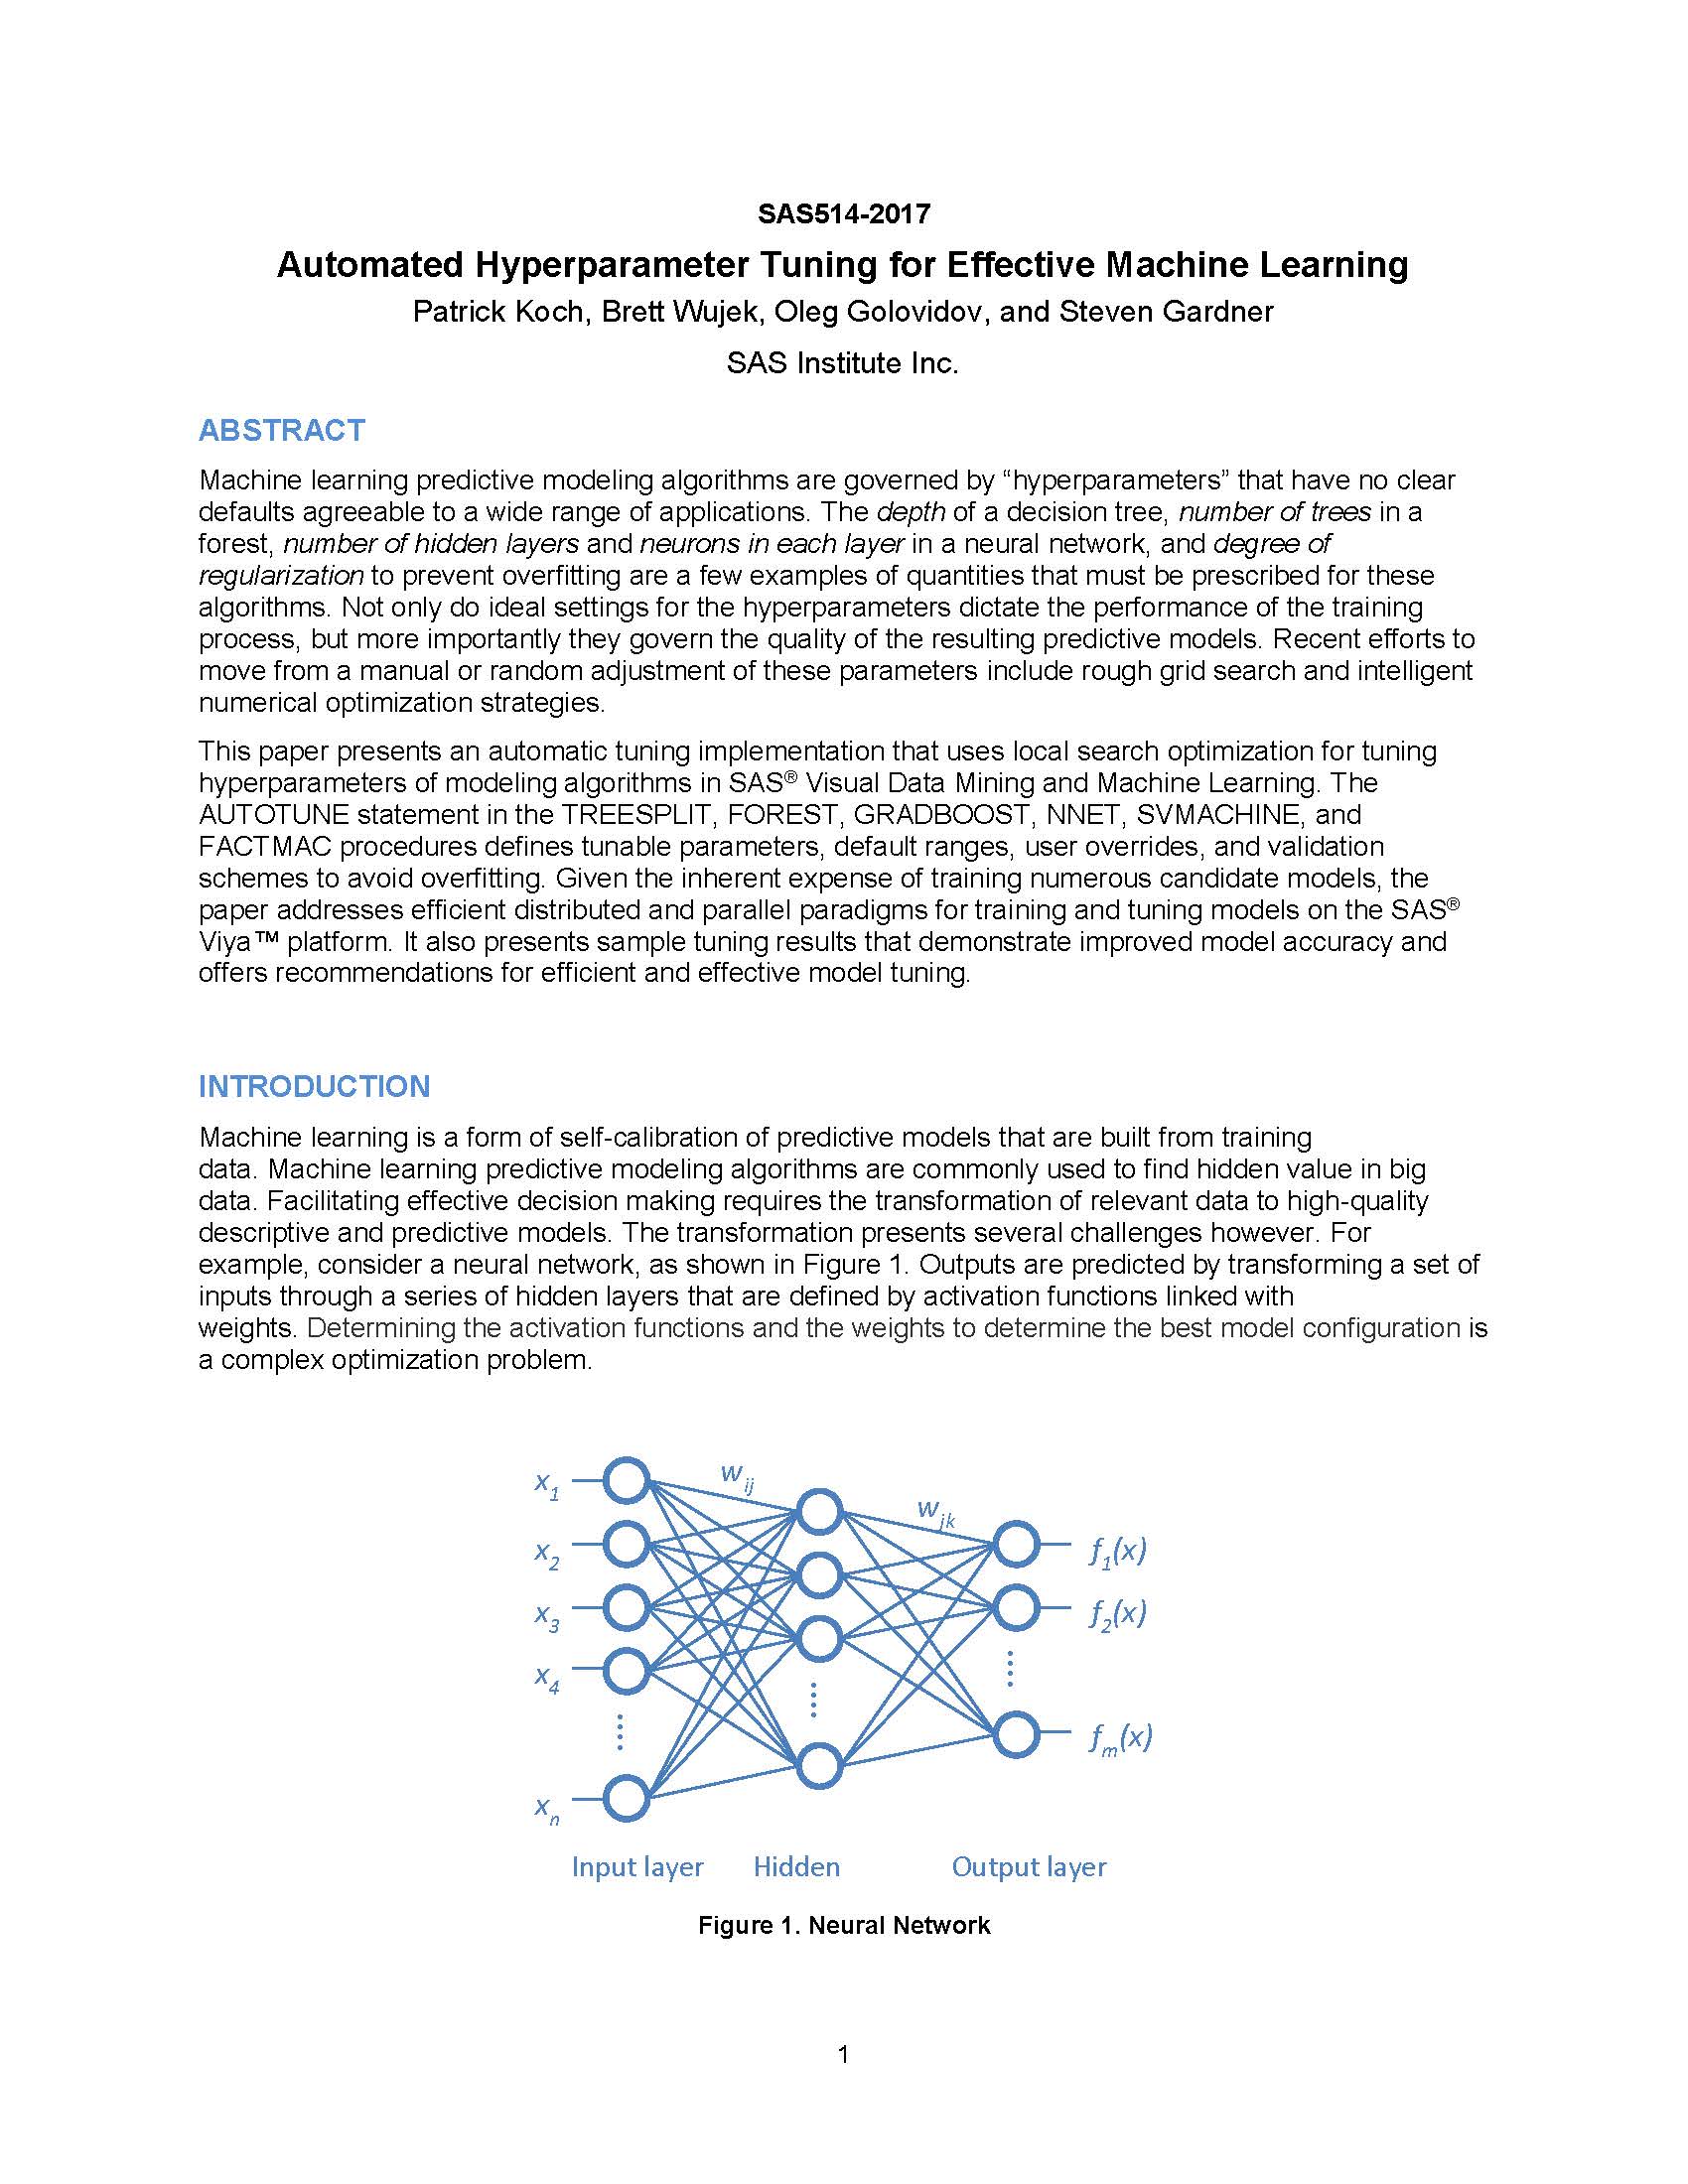 SAS514-2017
Automated Hyperparameter Tuning for Effective Machine Learning
Patrick Koch, Brett Wujek, Oleg Golovidov, and Steven Gardner
SAS Institute Inc.
ABSTRACT
Machine learning predictive modeling algorithms are governed by “hyperparameters” that have no clear
defaults agreeable to a wide range of applications. The depth of a decision tree, number of trees in a
forest, number of hidden layers and neurons in each layer in a neural network, and degree of
regularization to prevent overfitting are a few examples of quantities that must be prescribed for these
algorithms. Not only do ideal settings for the hyperparameters dictate the performance of the training
process, but more importantly they govern the quality of the resulting predictive models. Recent efforts to
move from a manual or random adjustment of these parameters include rough grid search and intelligent
numerical optimization strategies.
This paper presents an automatic tuning implementation that uses local search optimization for tuning
hyperparameters of modeling algorithms in SAS® Visual Data Mining and Machine Learning. The
AUTOTUNE statement in the TREESPLIT, FOREST, GRADBOOST, NNET, SVMACHINE, and
FACTMAC procedures defines tunable parameters, default ranges, user overrides, and validation
schemes to avoid overfitting. Given the inherent expense of training numerous candidate models, the
paper addresses efficient distributed and parallel paradigms for training and tuning models on the SAS®
Viya™ platform. It also presents sample tuning results that demonstrate improved model accuracy and
offers recommendations for efficient and effective model tuning.
INTRODUCTION
Machine learning is a form of self-calibration of predictive models that are built from training
data. Machine learning predictive modeling algorithms are commonly used to find hidden value in big
data. Facilitating effective decision making requires the transformation of relevant data to high-quality
descriptive and predictive models. The transformation presents several challenges however. For
example, consider a neural network, as shown in Figure 1. Outputs are predicted by transforming a set of
inputs through a series of hidden layers that are defined by activation functions linked with
weights. Determining the activation functions and the weights to determine the best model configuration is
a complex optimization problem.
x1
x2
x3
x4
xn
wij
wjk
f1(x)
f2(x)
fm(x)
Input layer
Hidden
Output layer
Figure 1. Neural Network
1